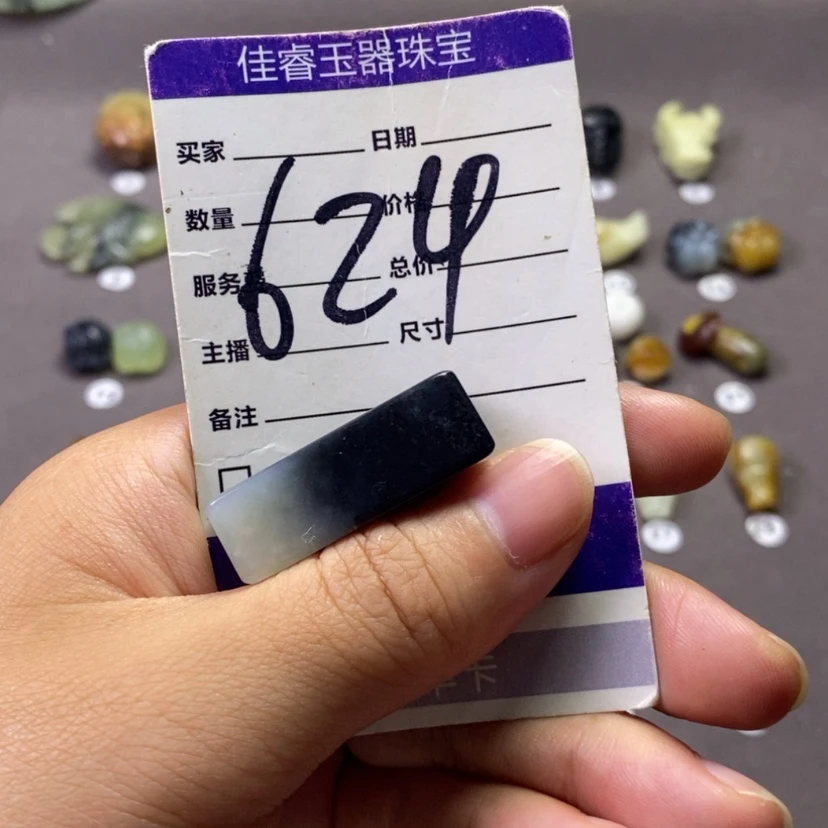 佳睿玉器珠宝
买家 日期
数量 价格
服务 总价
主播 尺寸
备注
624
卡